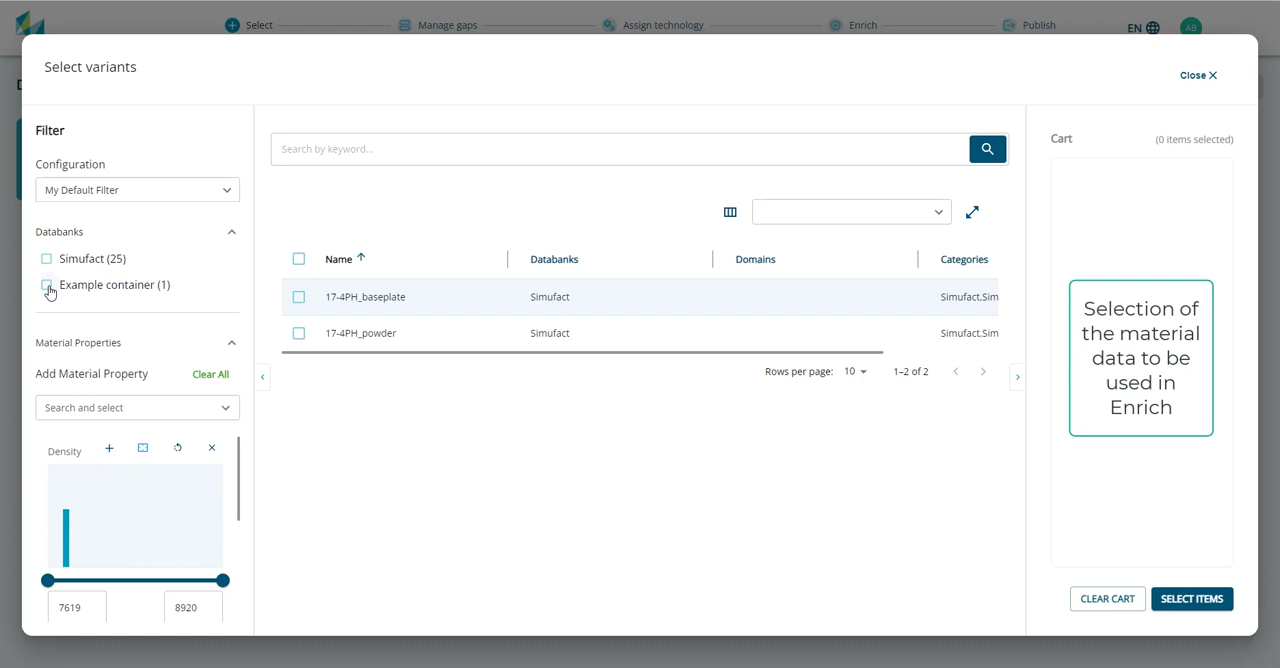 Select
Manage gaps
Assign technology
Enrich
Publish
EN
AB
Select variants
Close
Filter
Configuration
My Default Filter
Databanks
Simufact (25)
Example container (1)
Material Properties
Add Material Property
Clear All
Search and select
Density
7619
8920
Search by keyword...
Name
Databanks
Domains
Categories
17-4PH_baseplate
Simufact
Simufact,Sim
17-4PH_powder
Simufact
Simufact,Sim
Rows per page:
10
1–2 of 2
Cart
(0 items selected)
Selection of
the material
data to be
used in
Enrich
CLEAR CART
SELECT ITEMS